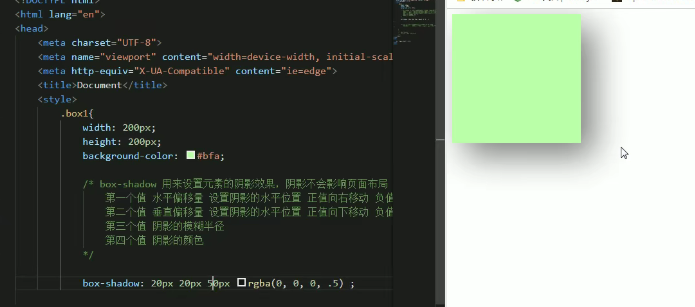 <!DOCTYPE html>
<html lang="en">
<head>
<meta charset="UTF-8">
<meta name="viewport" content="width=device-width, initial-scal
<meta http-equiv="X-UA-Compatible" content="ie=edge">
<title>Document</title>
<style>
.box1{
width: 200px;
height: 200px;
background-color: #bfa;
/* box-shadow 用来设置元素的阴影效果，阴影不会影响页面布局
第一个值 水平偏移量 设置阴影的水平位置 正值向右移动 负值
第二个值 垂直偏移量 设置阴影的水平位置 正值向下移动 负值
第三个值 阴影的模糊半径
第四个值 阴影的颜色
*/
box-shadow: 20px 20px 50px rgba(0, 0, 0, .5) ;